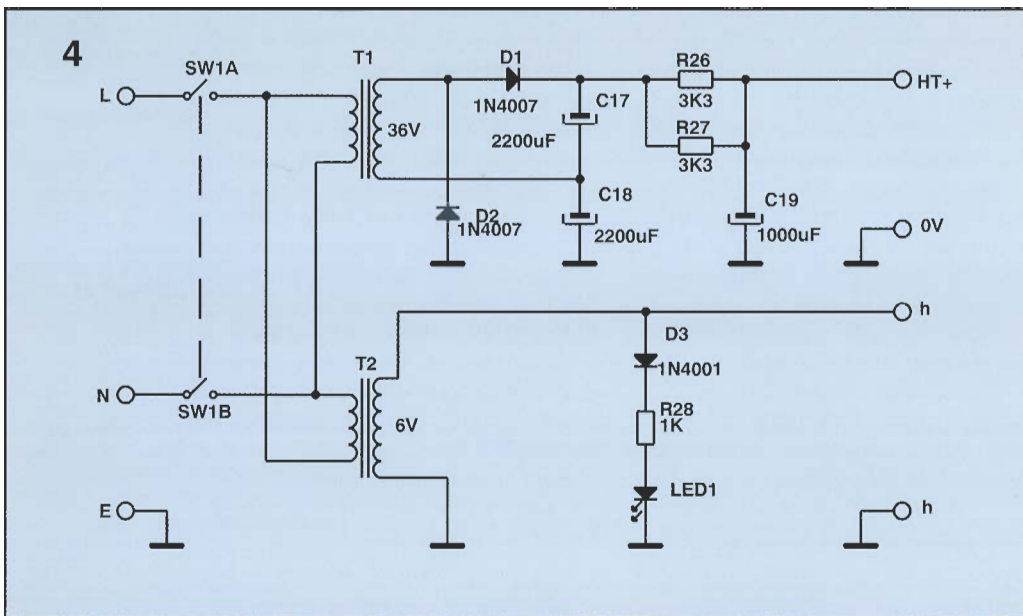 4
SW1A
L
T1
36V
D1
1N4007
C17
2200uF
R26
3K3
R27
3K3
HT+
D2
1N4007
C18
2200uF
C19
1000uF
0V
h
N
SW1B
T2
6V
D3
1N4001
R28
1K
LED1
E
h